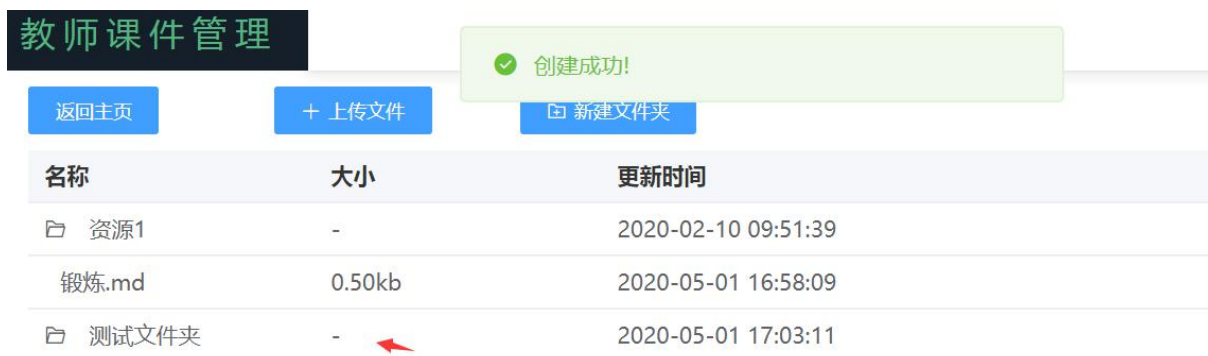 教师课件管理
创建成功!
返回主页 + 上传文件 新建文件夹
名称 大小 更新时间
资源1 - 2020-02-10 09:51:39
锻炼.md 0.50kb 2020-05-01 16:58:09
测试文件夹 - 2020-05-01 17:03:11